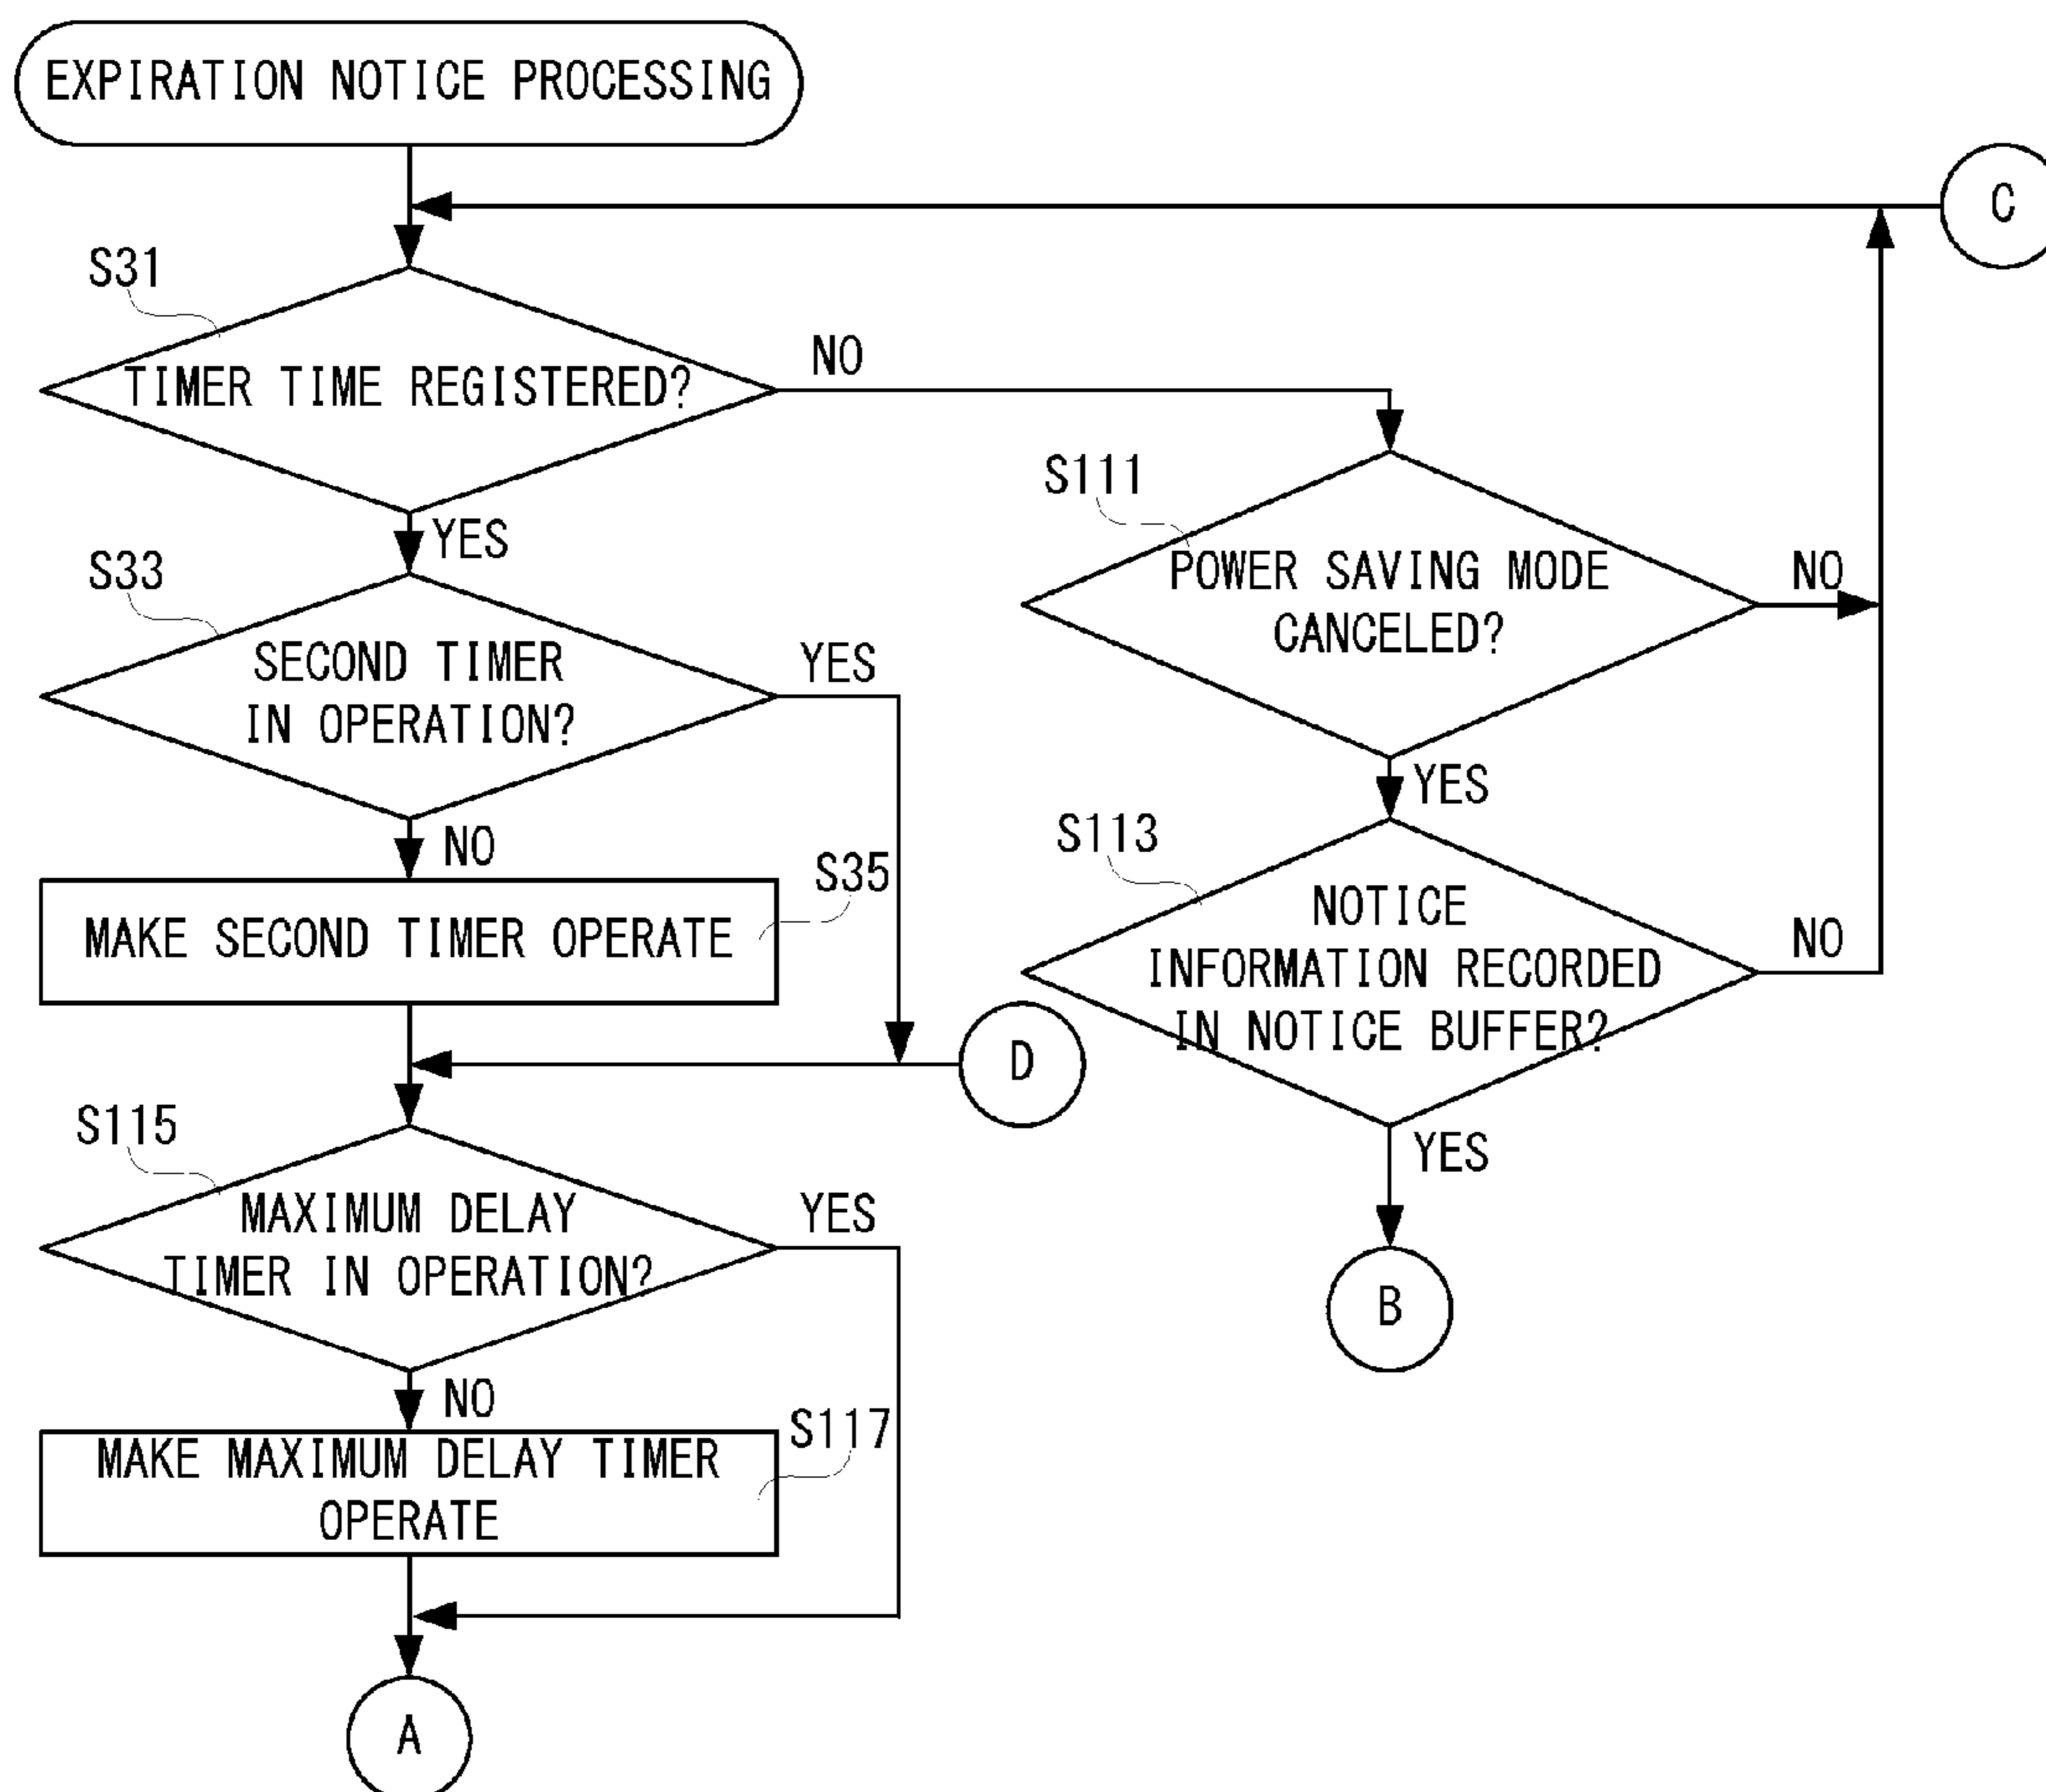 EXPIRATION NOTICE PROCESSING
C
S31
TIMER TIME REGISTERED?
NO
YES
S111
POWER SAVING MODE
CANCELED?
NO
YES
S33
SECOND TIMER
IN OPERATION?
YES
NO
S35
MAKE SECOND TIMER OPERATE
S113
NOTICE
INFORMATION RECORDED
IN NOTICE BUFFER?
NO
YES
D
B
S115
MAXIMUM DELAY
TIMER IN OPERATION?
YES
NO
S117
MAKE MAXIMUM DELAY TIMER
OPERATE
A